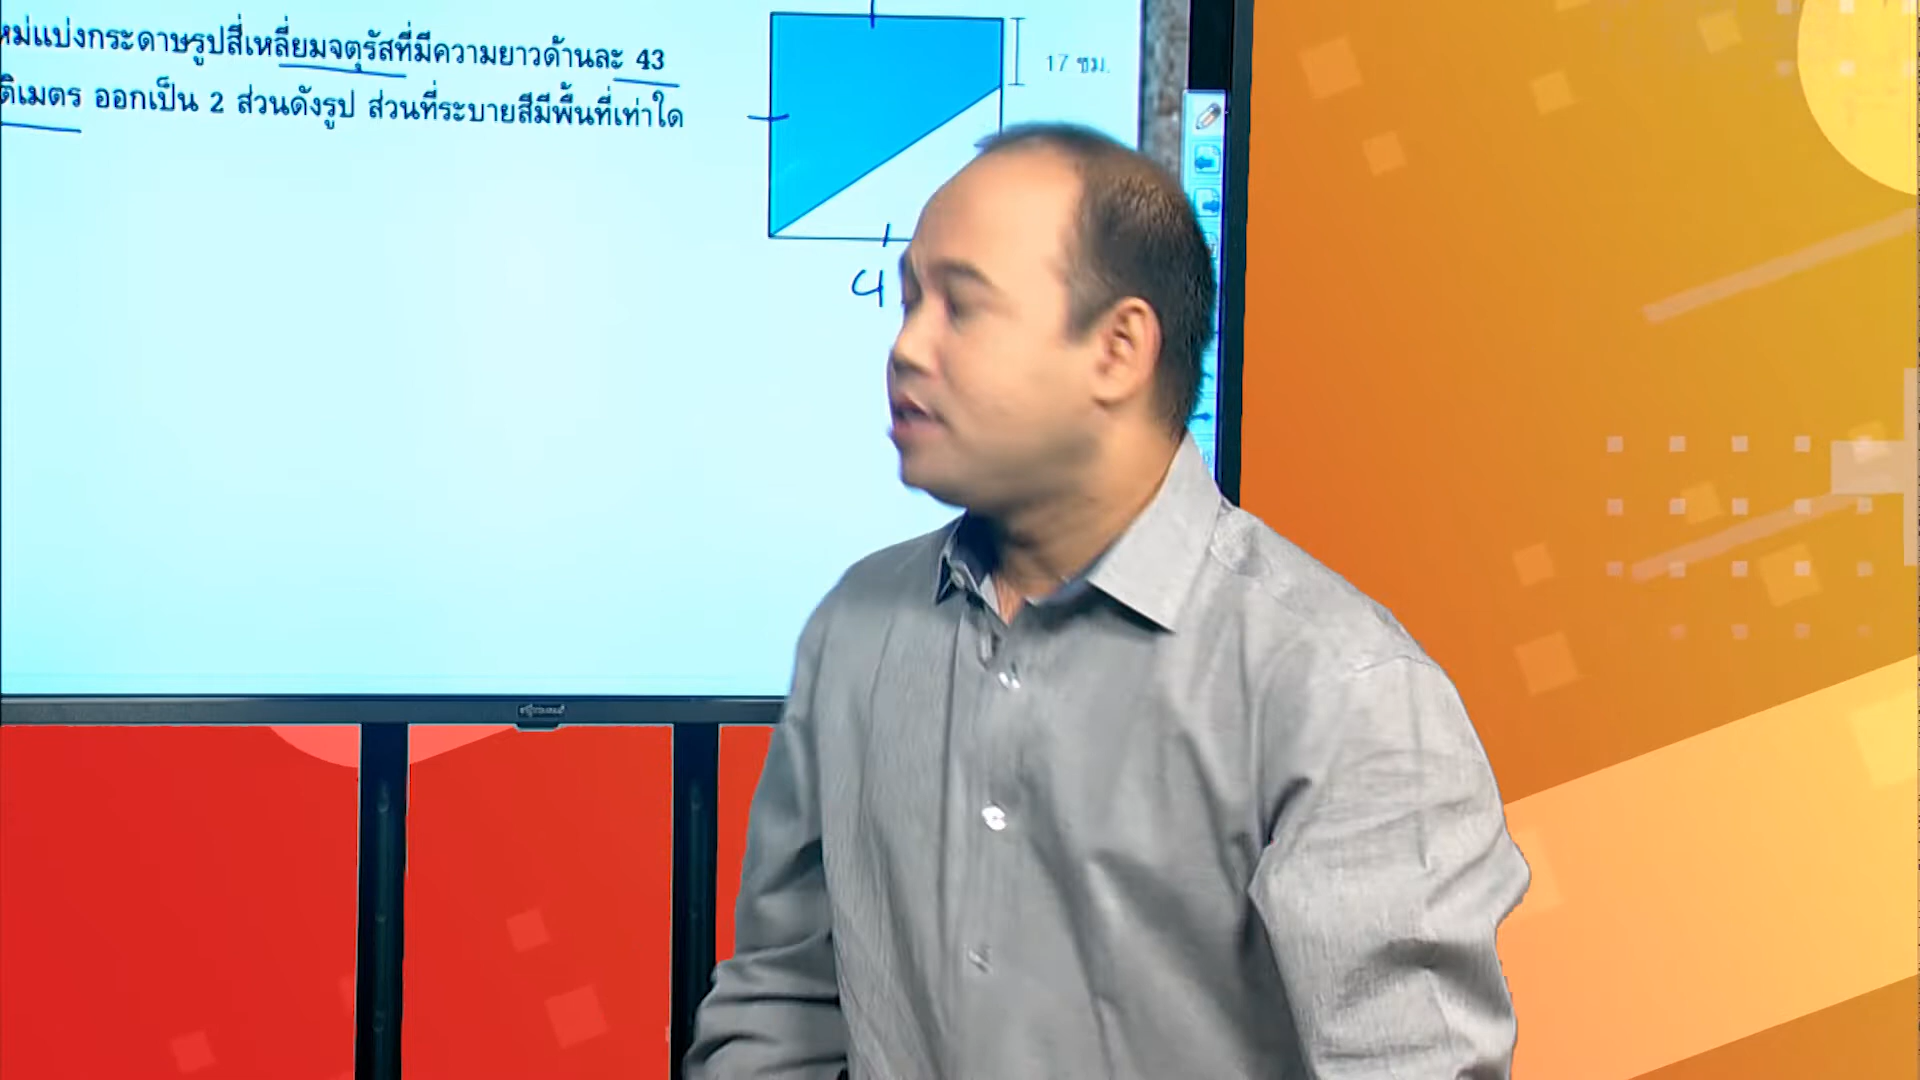 หม่แบ่งกระดาษรูปสี่เหลี่ยมจตุรัสที่มีความยาวด้านละ 43
ติเมตร ออกเป็น 2 ส่วนดังรูป ส่วนที่ระบายสีมีพื้นที่เท่าใด
17 ซม.
4